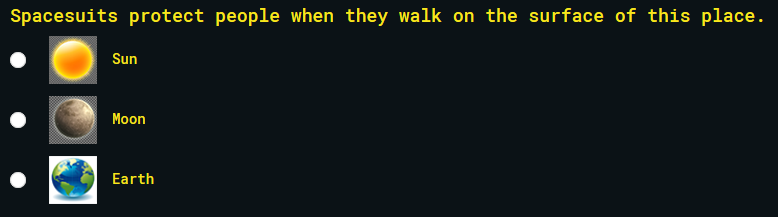 Spacesuits protect people when they walk on the surface of this place.
Sun
Moon
Earth